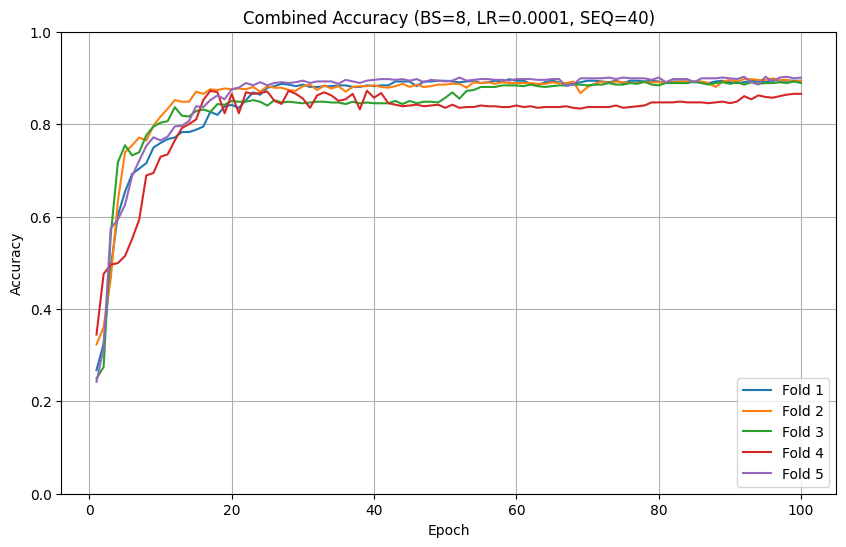 Combined Accuracy (BS=8, LR=0.0001, SEQ=40)
1.0
0.8
0.6
0.4
0.2
0.0
Accuracy
0 20 40 60 80 100
Epoch
Fold 1
Fold 2
Fold 3
Fold 4
Fold 5